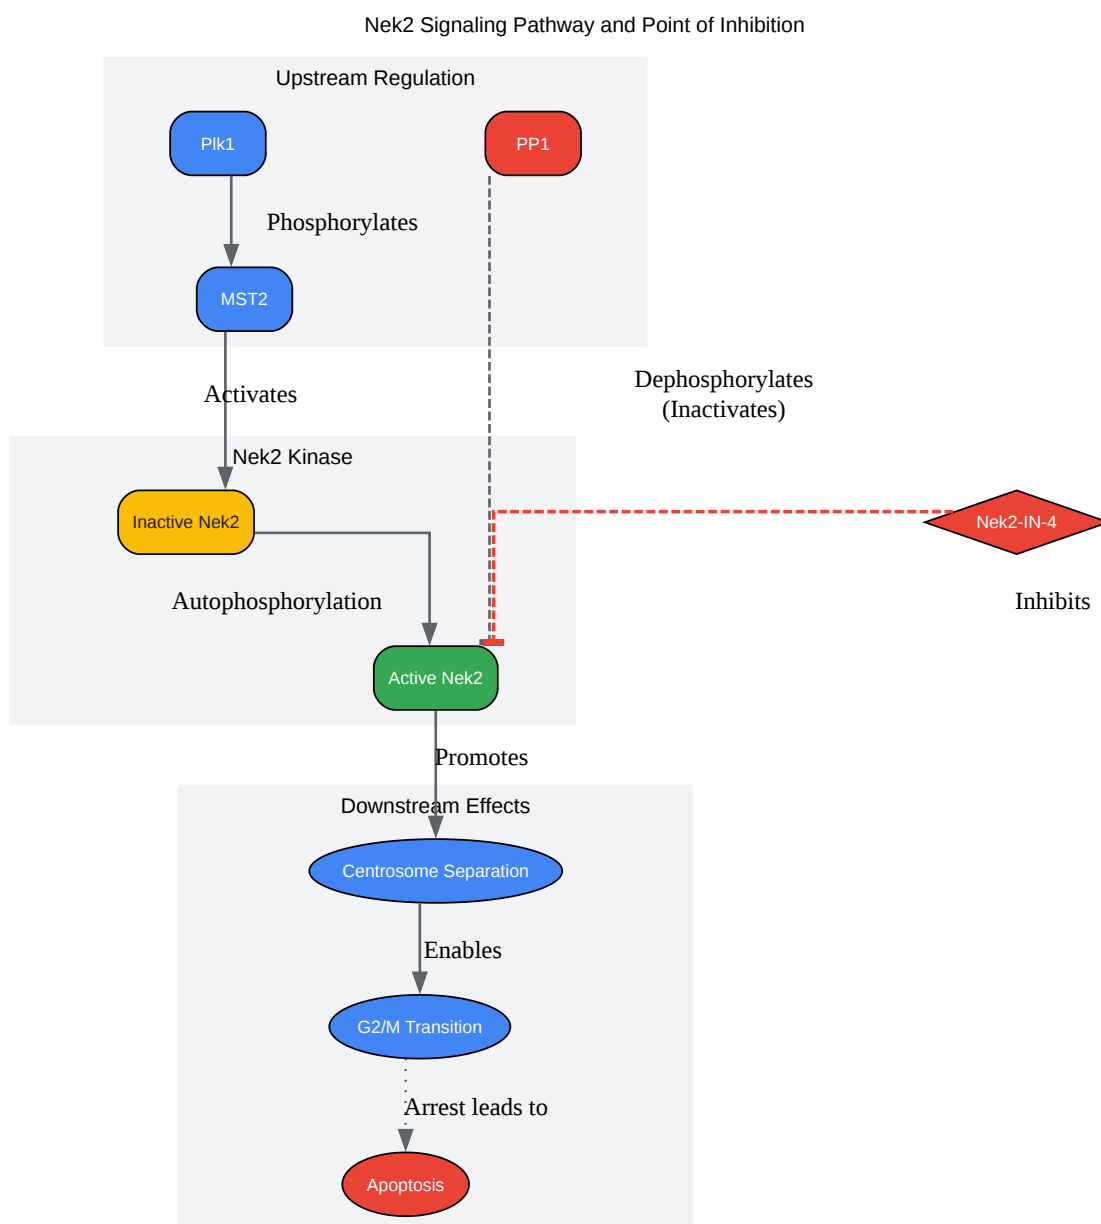 Nek2 Signaling Pathway and Point of Inhibition
Upstream Regulation
Plk1
PP1
Phosphorylates
MST2
Dephosphorylates
(Inactivates)
Activates
Nek2 Kinase
Inactive Nek2
Nek2-IN-4
Autophosphorylation
Inhibits
Active Nek2
Promotes
Downstream Effects
Centrosome Separation
Enables
G2/M Transition
Arrest leads to
Apoptosis